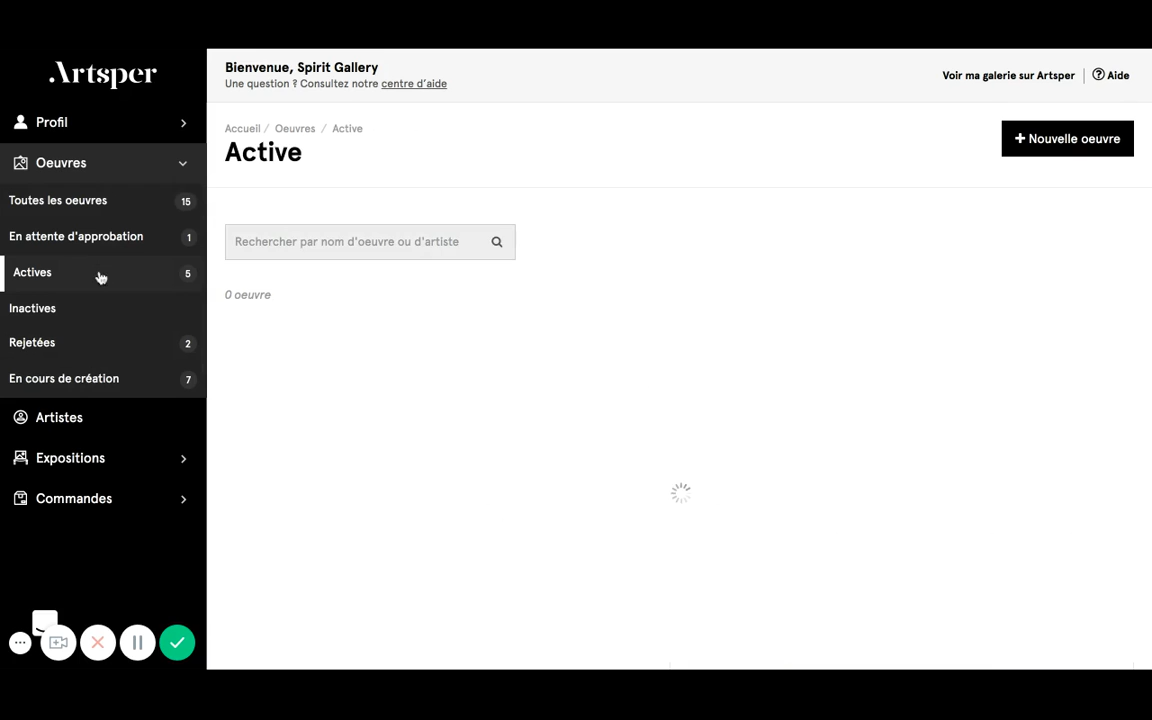 Artsper
Profil
Oeuvres
Toutes les oeuvres 15
En attente d'approbation 1
Actives 5
Inactives
Rejetées 2
En cours de création 7
Artistes
Expositions
Commandes
Bienvenue, Spirit Gallery
Une question ? Consultez notre centre d'aide
Voir ma galerie sur Artsper | Aide
Accueil / Oeuvres / Active
Active
+ Nouvelle oeuvre
Rechercher par nom d'oeuvre ou d'artiste
0 oeuvre